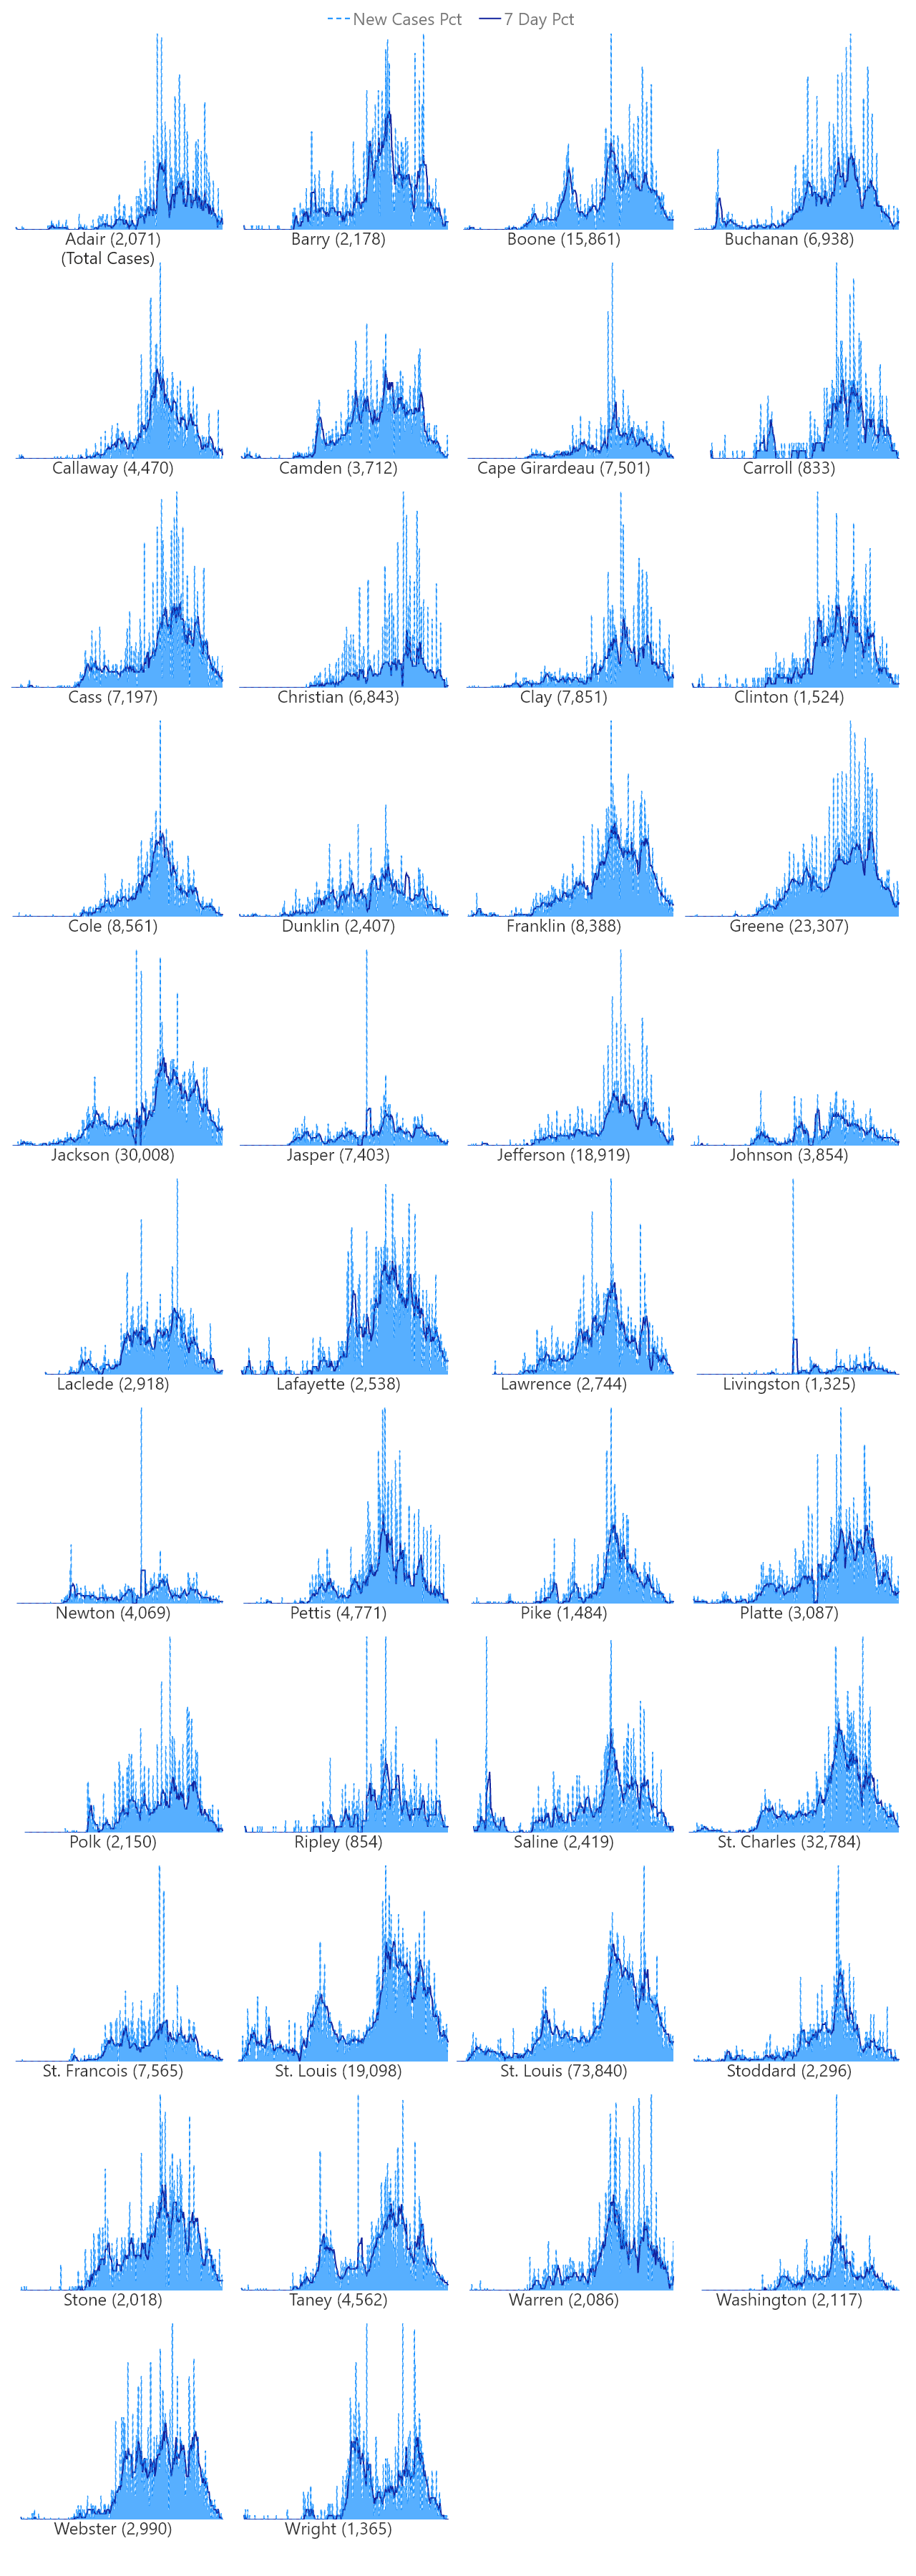 New Cases Pct 7 Day Pct
Adair (2,071) Barry (2,178) Boone (15,861) Buchanan (6,938)
(Total Cases)
Callaway (4,470) Camden (3,712) Cape Girardeau (7,501) Carroll (833)
Cass (7,197) Christian (6,843) Clay (7,851) Clinton (1,524)
Cole (8,561) Dunklin (2,407) Franklin (8,388) Greene (23,307)
Jackson (30,008) Jasper (7,403) Jefferson (18,919) Johnson (3,854)
Laclede (2,918) Lafayette (2,538) Lawrence (2,744) Livingston (1,325)
Newton (4,069) Pettis (4,771) Pike (1,484) Platte (3,087)
Polk (2,150) Ripley (854) Saline (2,419) St. Charles (32,784)
St. Francois (7,565) St. Louis (19,098) St. Louis (73,840) Stoddard (2,296)
Stone (2,018) Taney (4,562) Warren (2,086) Washington (2,117)
Webster (2,990) Wright (1,365)